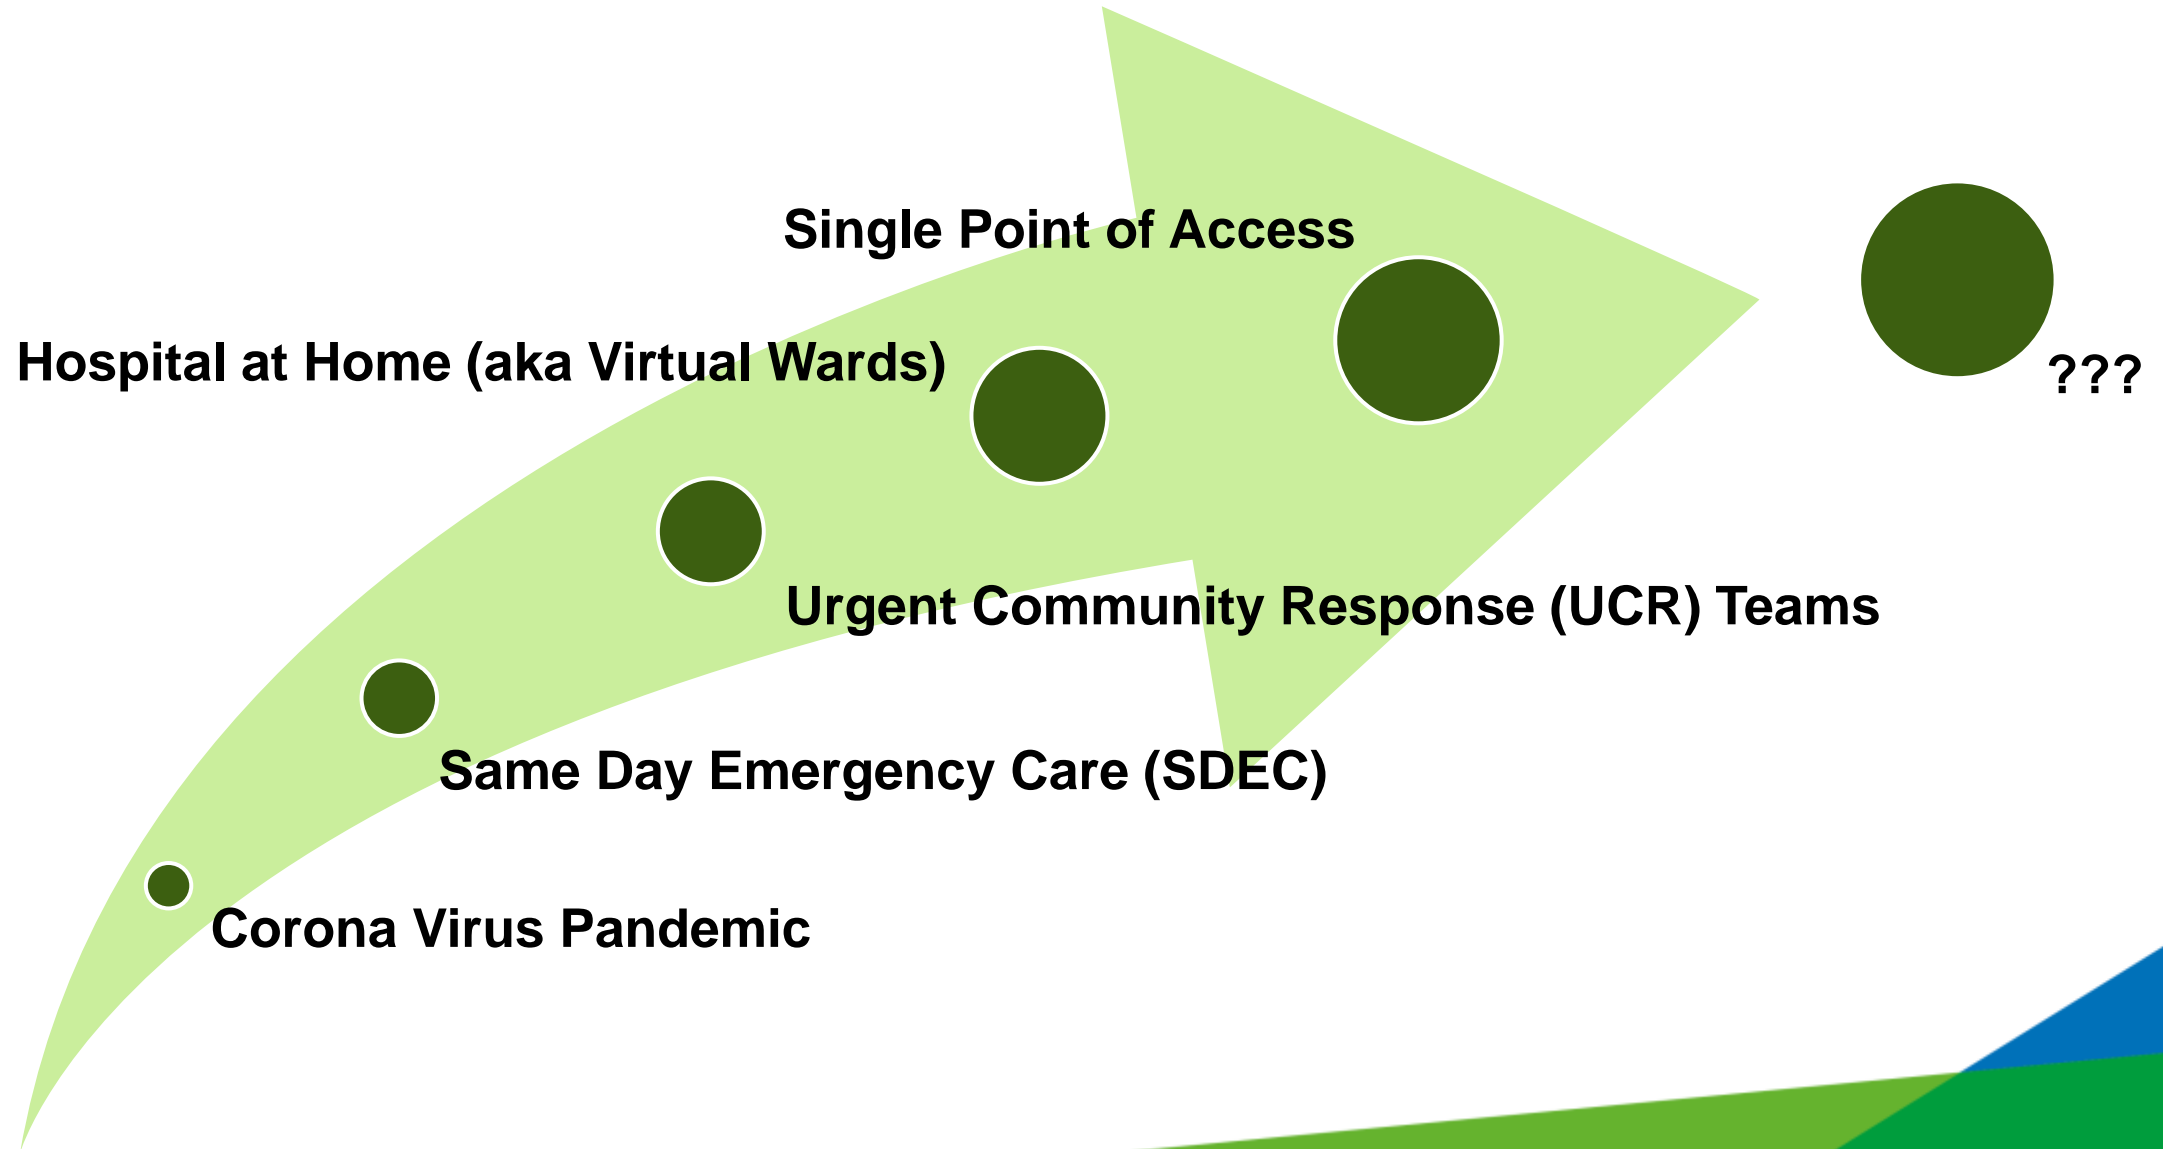 Single Point of Access
Hospital at Home (aka Virtual Wards)
???
Urgent Community Response (UCR) Teams
Same Day Emergency Care (SDEC)
Corona Virus Pandemic